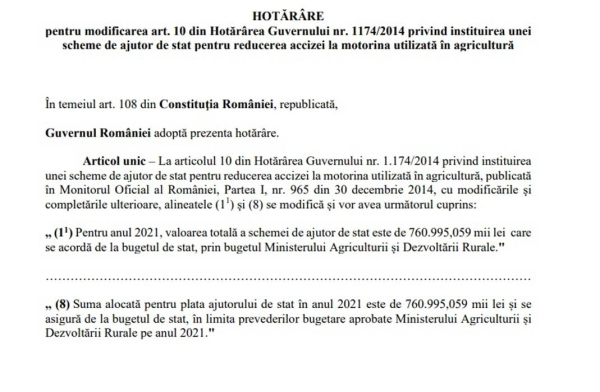 HOTĂRÂRE
pentru modificarea art. 10 din Hotărârea Guvernului nr. 1174/2014 privind instituirea unei
scheme de ajutor de stat pentru reducerea accizei la motorina utilizată în agricultură
În temeiul art. 108 din Constituția României, republicată,
Guvernul României adoptă prezenta hotărâre.
Articol unic – La articolul 10 din Hotărârea Guvernului nr. 1.174/2014 privind instituirea
unei scheme de ajutor de stat pentru reducerea accizei la motorina utilizată în agricultură, publicată
în Monitorul Oficial al României, Partea I, nr. 965 din 30 decembrie 2014, cu modificările și
completările ulterioare, alineatele (1¹) și (8) se modifică și vor avea următorul cuprins:
„ (1¹) Pentru anul 2021, valoarea totală a schemei de ajutor de stat este de 760.995,059 mii lei care
se acordă de la bugetul de stat, prin bugetul Ministerului Agriculturii și Dezvoltării Rurale."
……………………………………………………………………………………………
„ (8) Suma alocată pentru plata ajutorului de stat în anul 2021 este de 760.995,059 mii lei și se
asigură de la bugetul de stat, în limita prevederilor bugetare aprobate Ministerului Agriculturii și
Dezvoltării Rurale pe anul 2021."